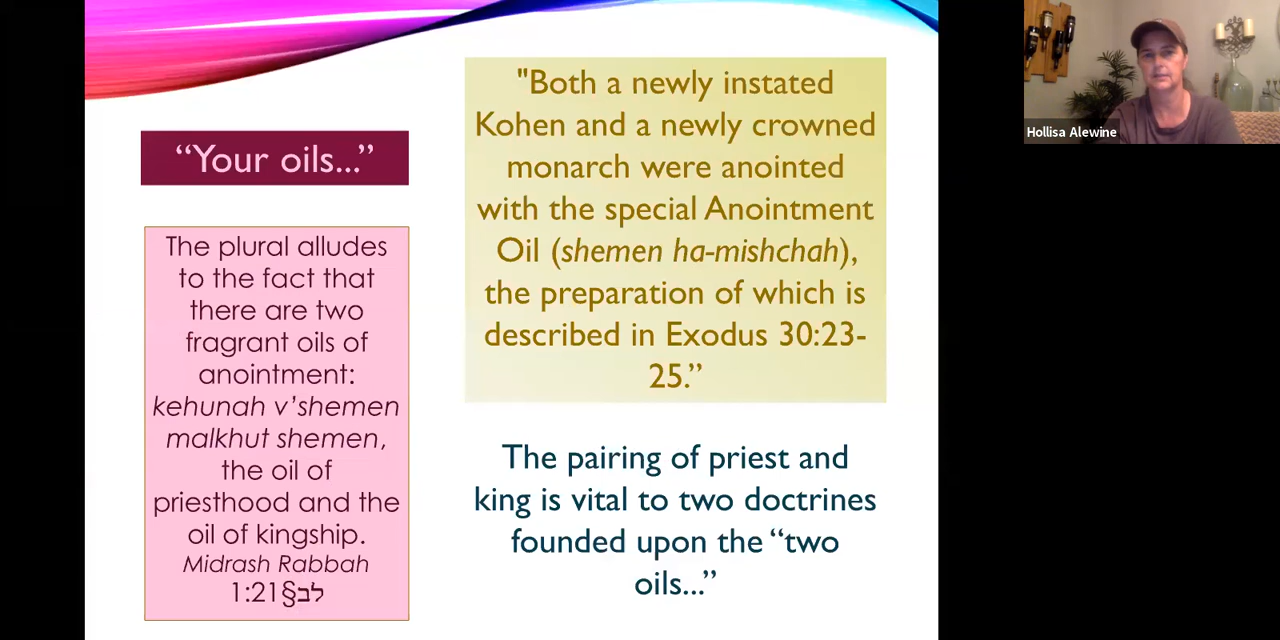 “Your oils...”
The plural alludes
to the fact that
there are two
fragrant oils of
anointment:
kehunah v’shemen
malkhut shemen,
the oil of
priesthood and the
oil of kingship.
Midrash Rabbah
1:21§לב
"Both a newly instated
Kohen and a newly crowned
monarch were anointed
with the special Anointment
Oil (shemen ha-mishchah),
the preparation of which is
described in Exodus 30:23-
25.”
The pairing of priest and
king is vital to two doctrines
founded upon the “two
oils...”
Hollisa Alewine